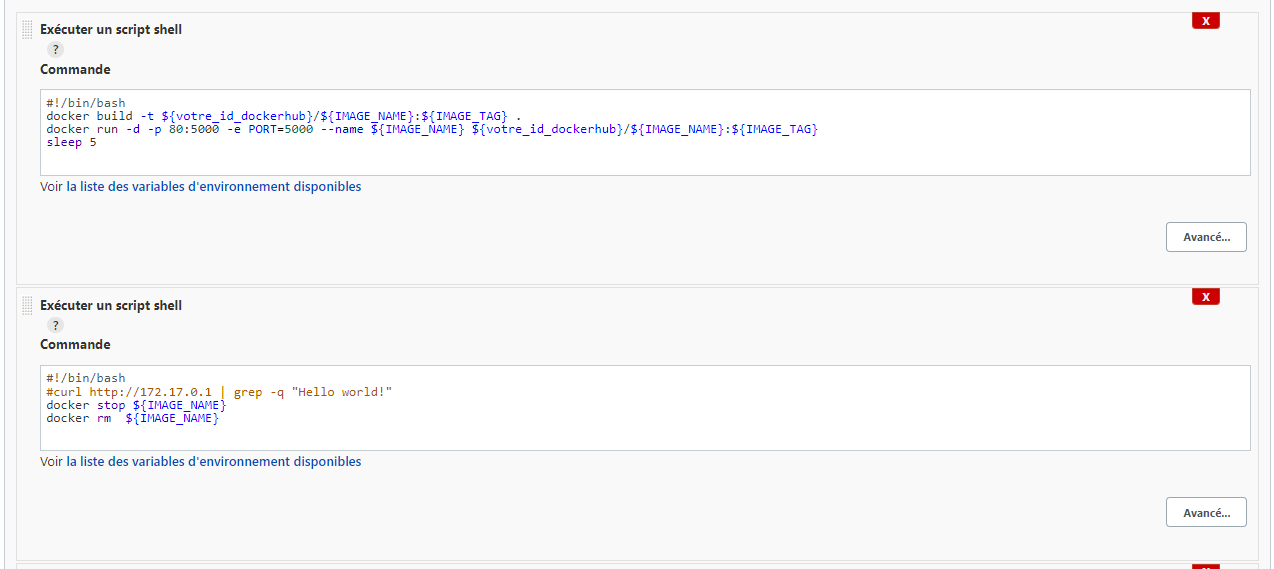 Exécuter un script shell
X
?
Commande
#!/bin/bash
docker build -t ${votre_id_dockerhub}/${IMAGE_NAME}:${IMAGE_TAG} .
docker run -d -p 80:5000 -e PORT=5000 --name ${IMAGE_NAME} ${votre_id_dockerhub}/${IMAGE_NAME}:${IMAGE_TAG}
sleep 5
Voir la liste des variables d'environnement disponibles
Avancé...
Exécuter un script shell
X
?
Commande
#!/bin/bash
#curl http://172.17.0.1 | grep -q "Hello world!"
docker stop ${IMAGE_NAME}
docker rm  ${IMAGE_NAME}
Voir la liste des variables d'environnement disponibles
Avancé...